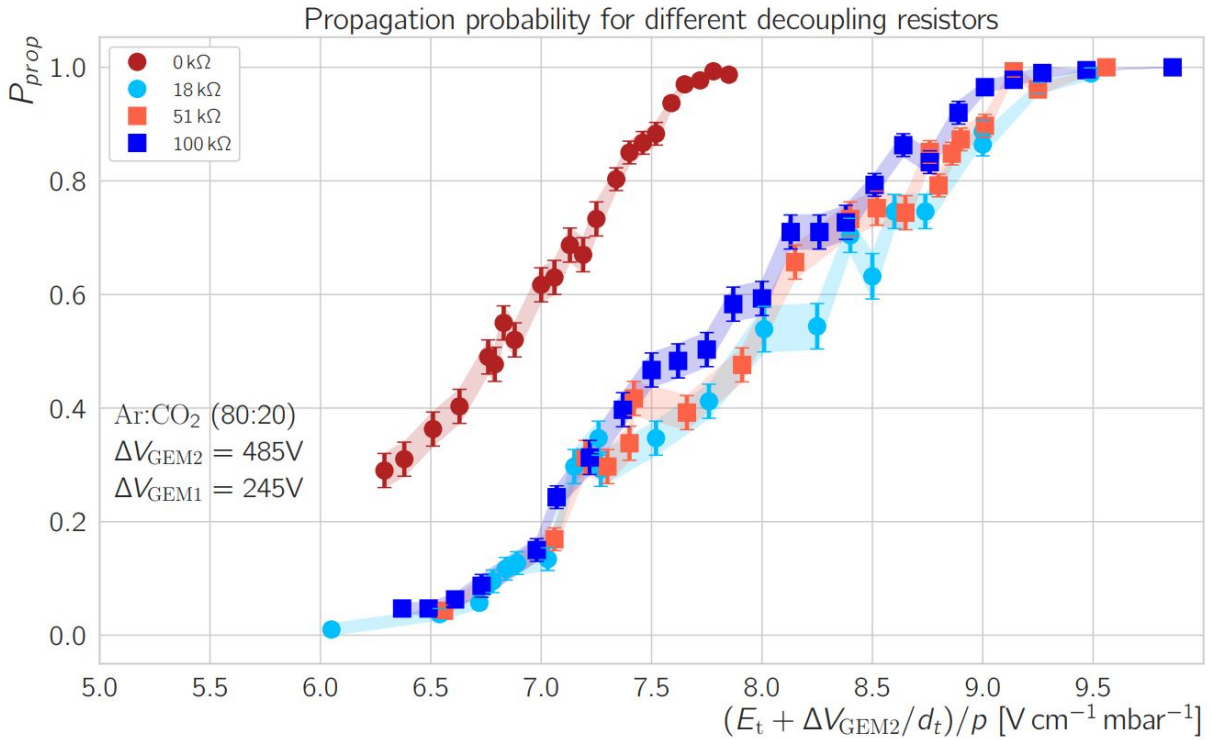 Propagation probability for different decoupling resistors
P_prop
1.0
0.8
0.6
0.4
0.2
0.0
0 kΩ
18 kΩ
51 kΩ
100 kΩ
Ar:CO₂ (80:20)
ΔV_GEM2 = 485V
ΔV_GEM1 = 245V
5.0 5.5 6.0 6.5 7.0 7.5 8.0 8.5 9.0 9.5
(E_t + ΔV_GEM2/d_t)/p [V cm⁻¹ mbar⁻¹]